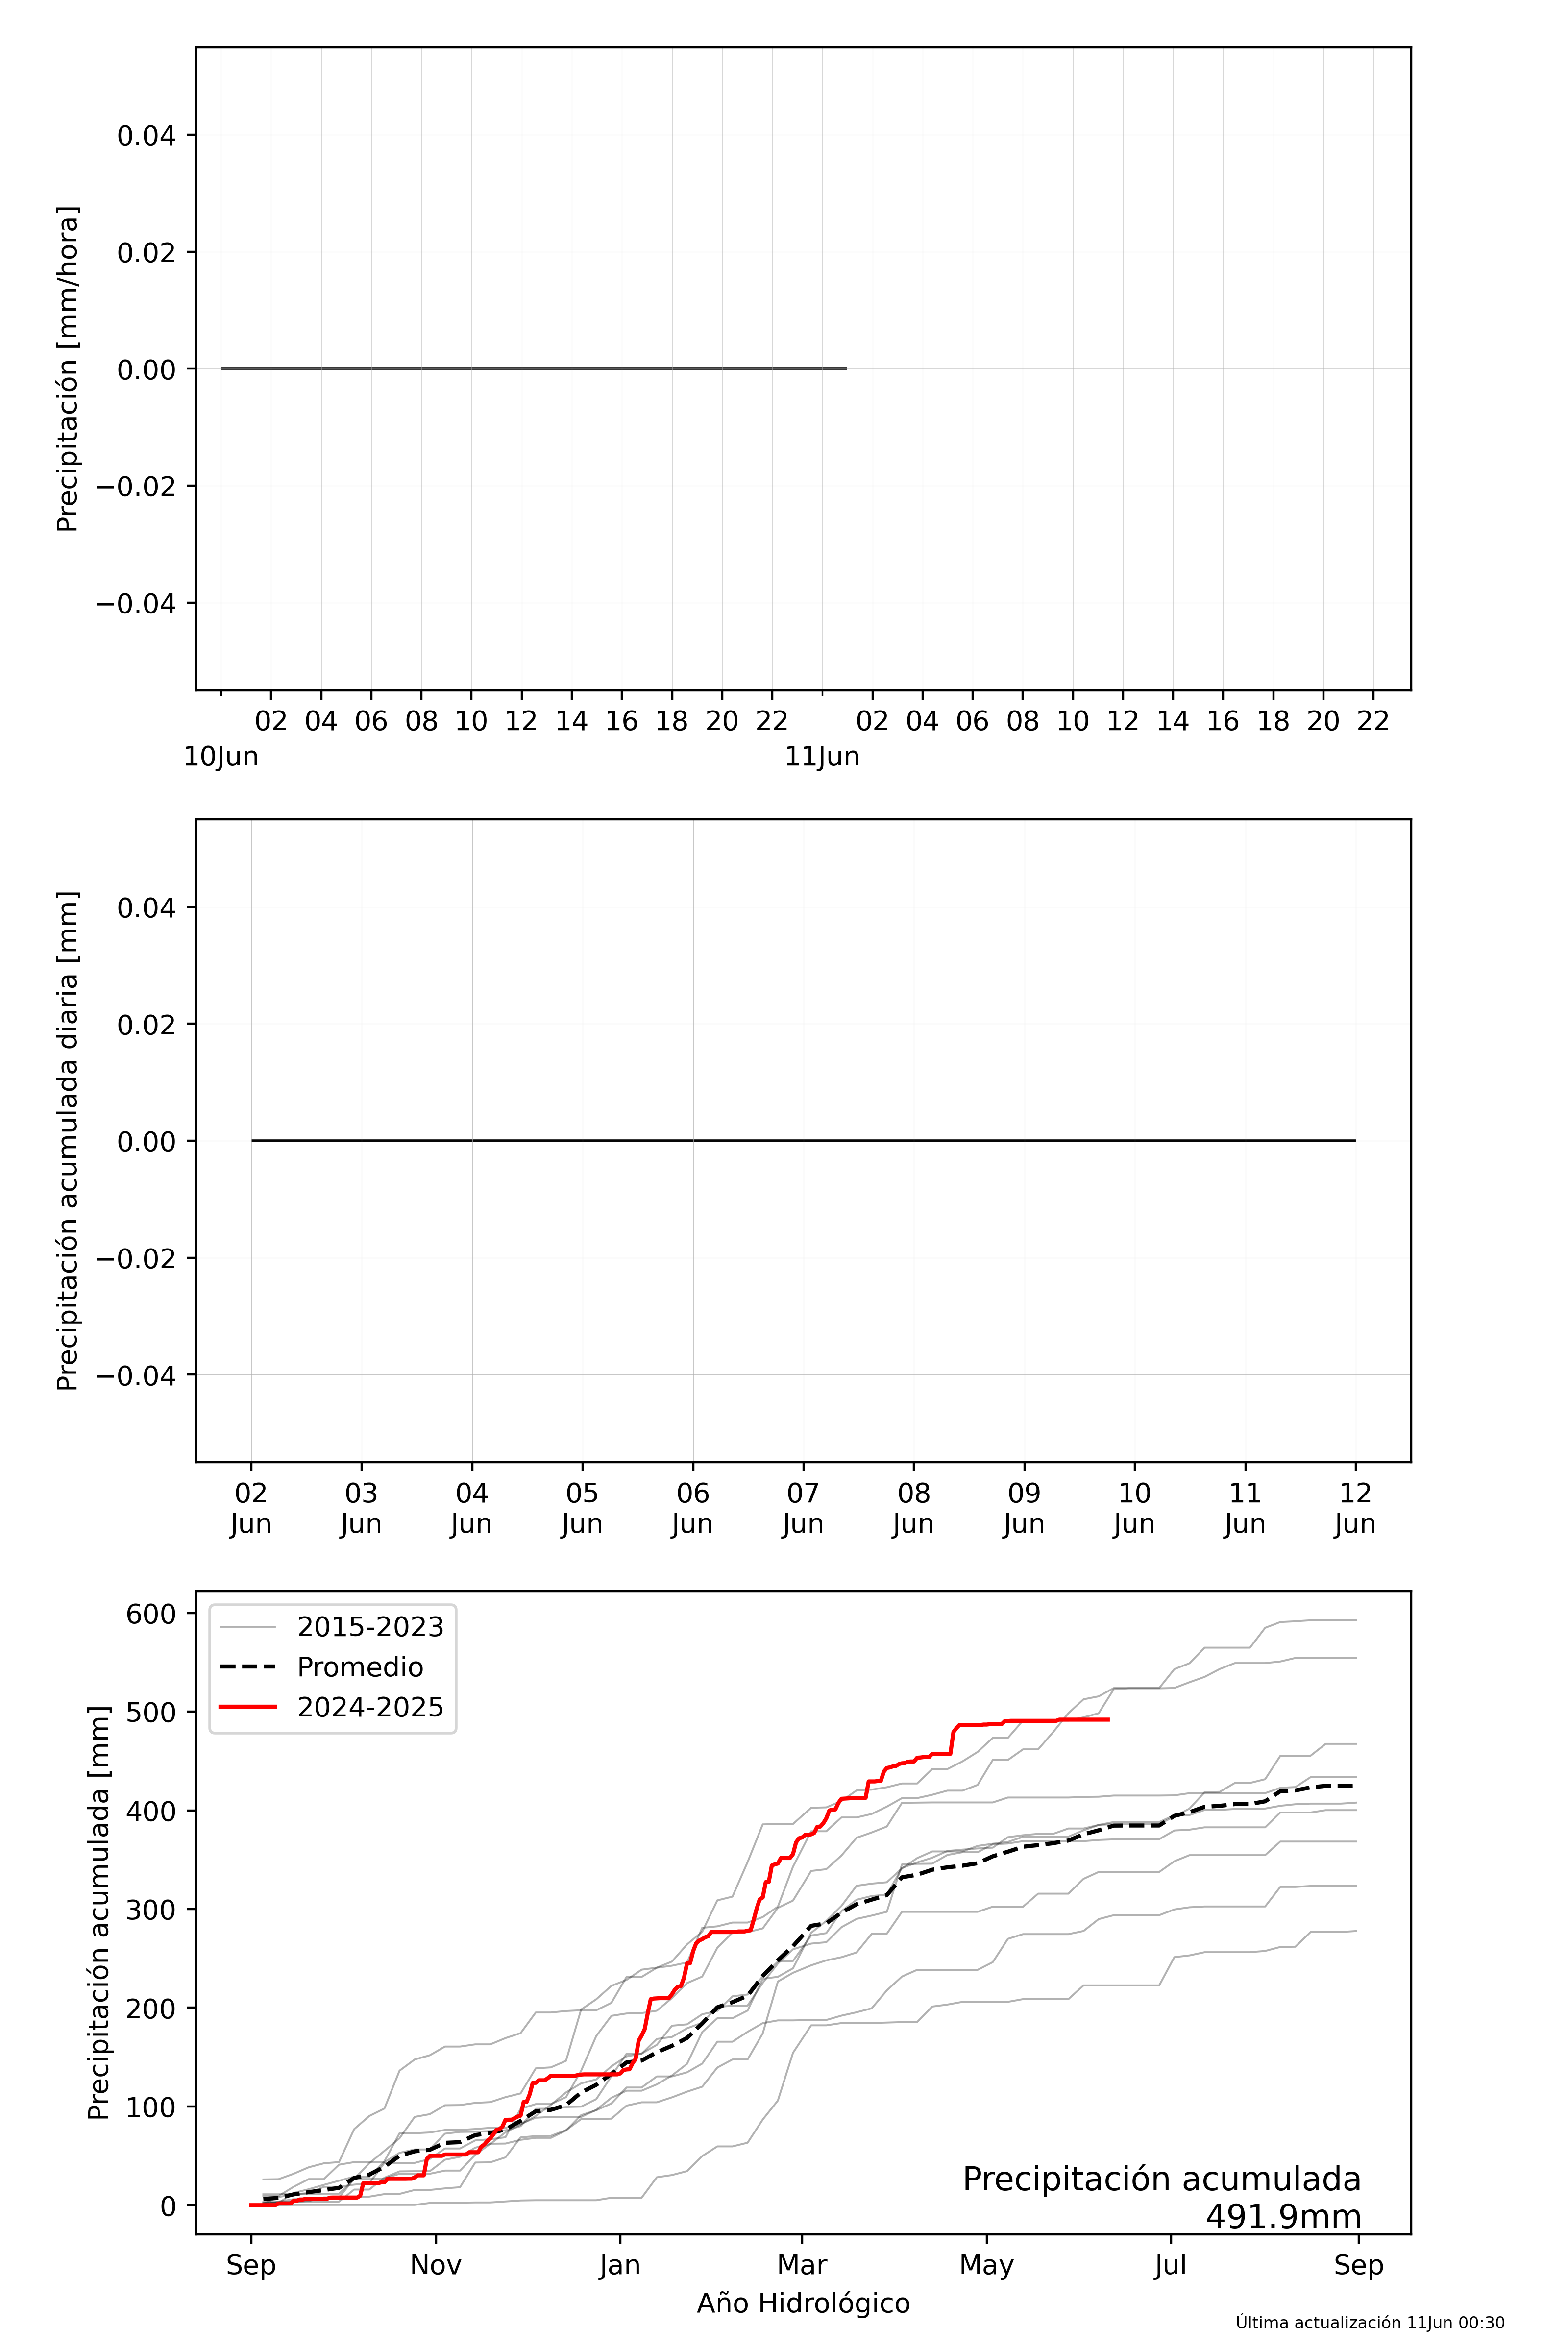 Precipitación [mm/hora]
0.04
0.02
0.00
−0.02
−0.04
02 04 06 08 10 12 14 16 18 20 22 02 04 06 08 10 12 14 16 18 20 22
10Jun 11Jun
Precipitación acumulada diaria [mm]
0.04
0.02
0.00
−0.02
−0.04
02 03 04 05 06 07 08 09 10 11 12
Jun Jun Jun Jun Jun Jun Jun Jun Jun Jun Jun
Precipitación acumulada [mm]
600
500
400
300
200
100
0
2015-2023
Promedio
2024-2025
Precipitación acumulada
491.9mm
Sep Nov Jan Mar May Jul Sep
Año Hidrológico
Última actualización 11Jun 00:30